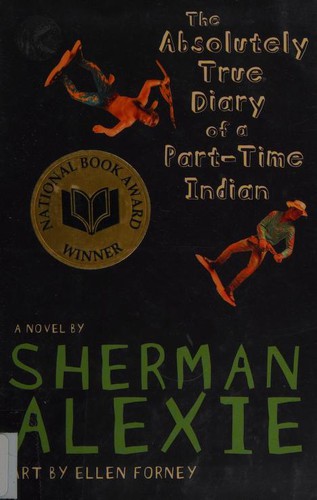 The
Absolutely
True
Diary
of a
Part-Time
Indian
NATIONAL BOOK AWARD
WINNER
A NOVEL BY
SHERMAN
ALEXIE
ART BY ELLEN FORNEY